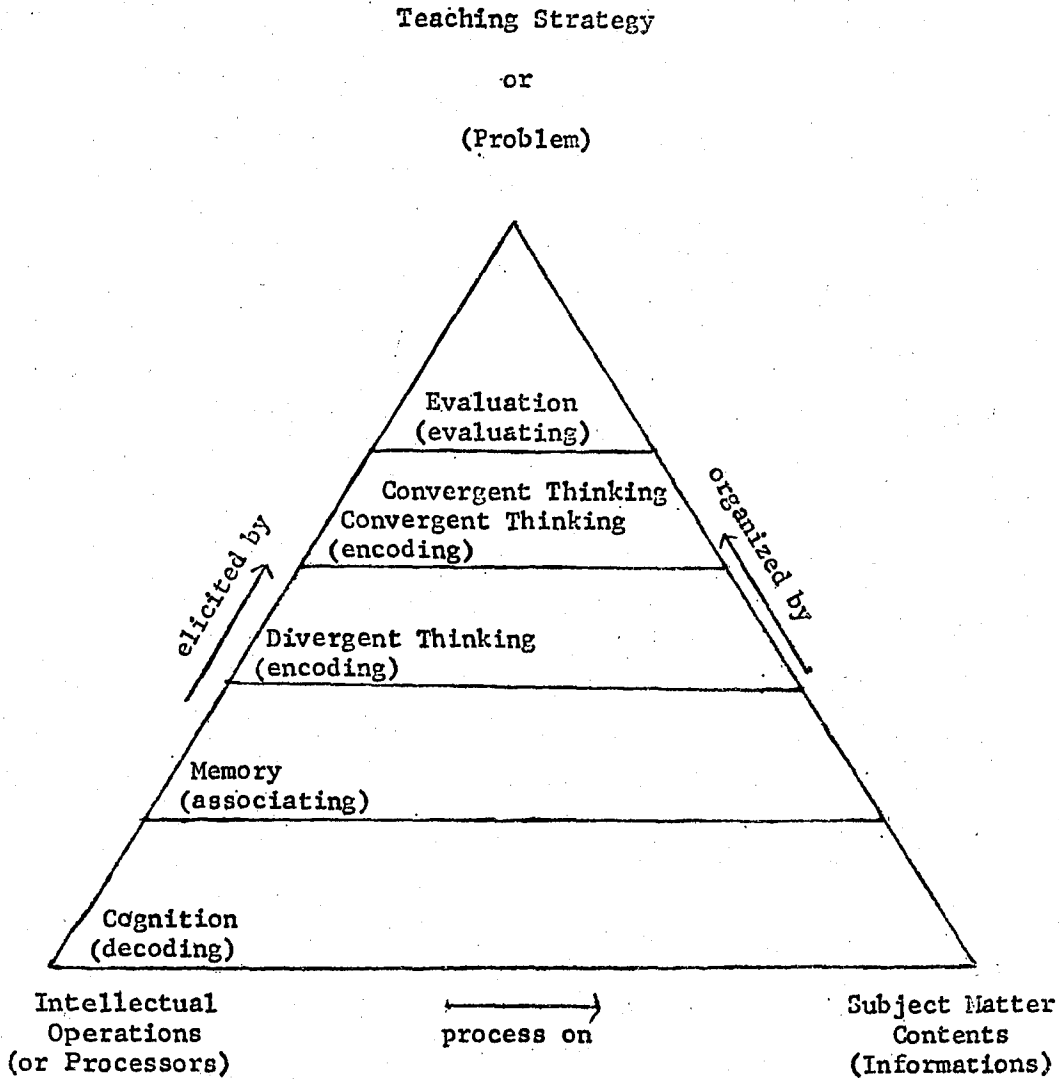 Teaching Strategy
or
(Problem)
Evaluation
(evaluating)
Convergent Thinking
Convergent Thinking
(encoding)
elicited by
organized by
Divergent Thinking
(encoding)
Memory
(associating)
Cognition
(decoding)
Intellectual
Operations
(or Processors)
process on
Subject Matter
Contents
(Informations)